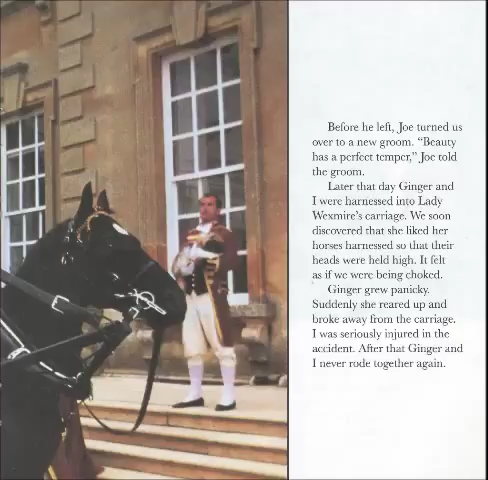 Before he left, Joe turned us
over to a new groom. “Beauty
has a perfect temper,” Joe told
the groom.
Later that day Ginger and
I were harnessed into Lady
Wexmire’s carriage. We soon
discovered that she liked her
horses harnessed so that their
heads were held high. It felt
as if we were being choked.
Ginger grew panicky.
Suddenly she reared up and
broke away from the carriage.
I was seriously injured in the
accident. After that Ginger and
I never rode together again.